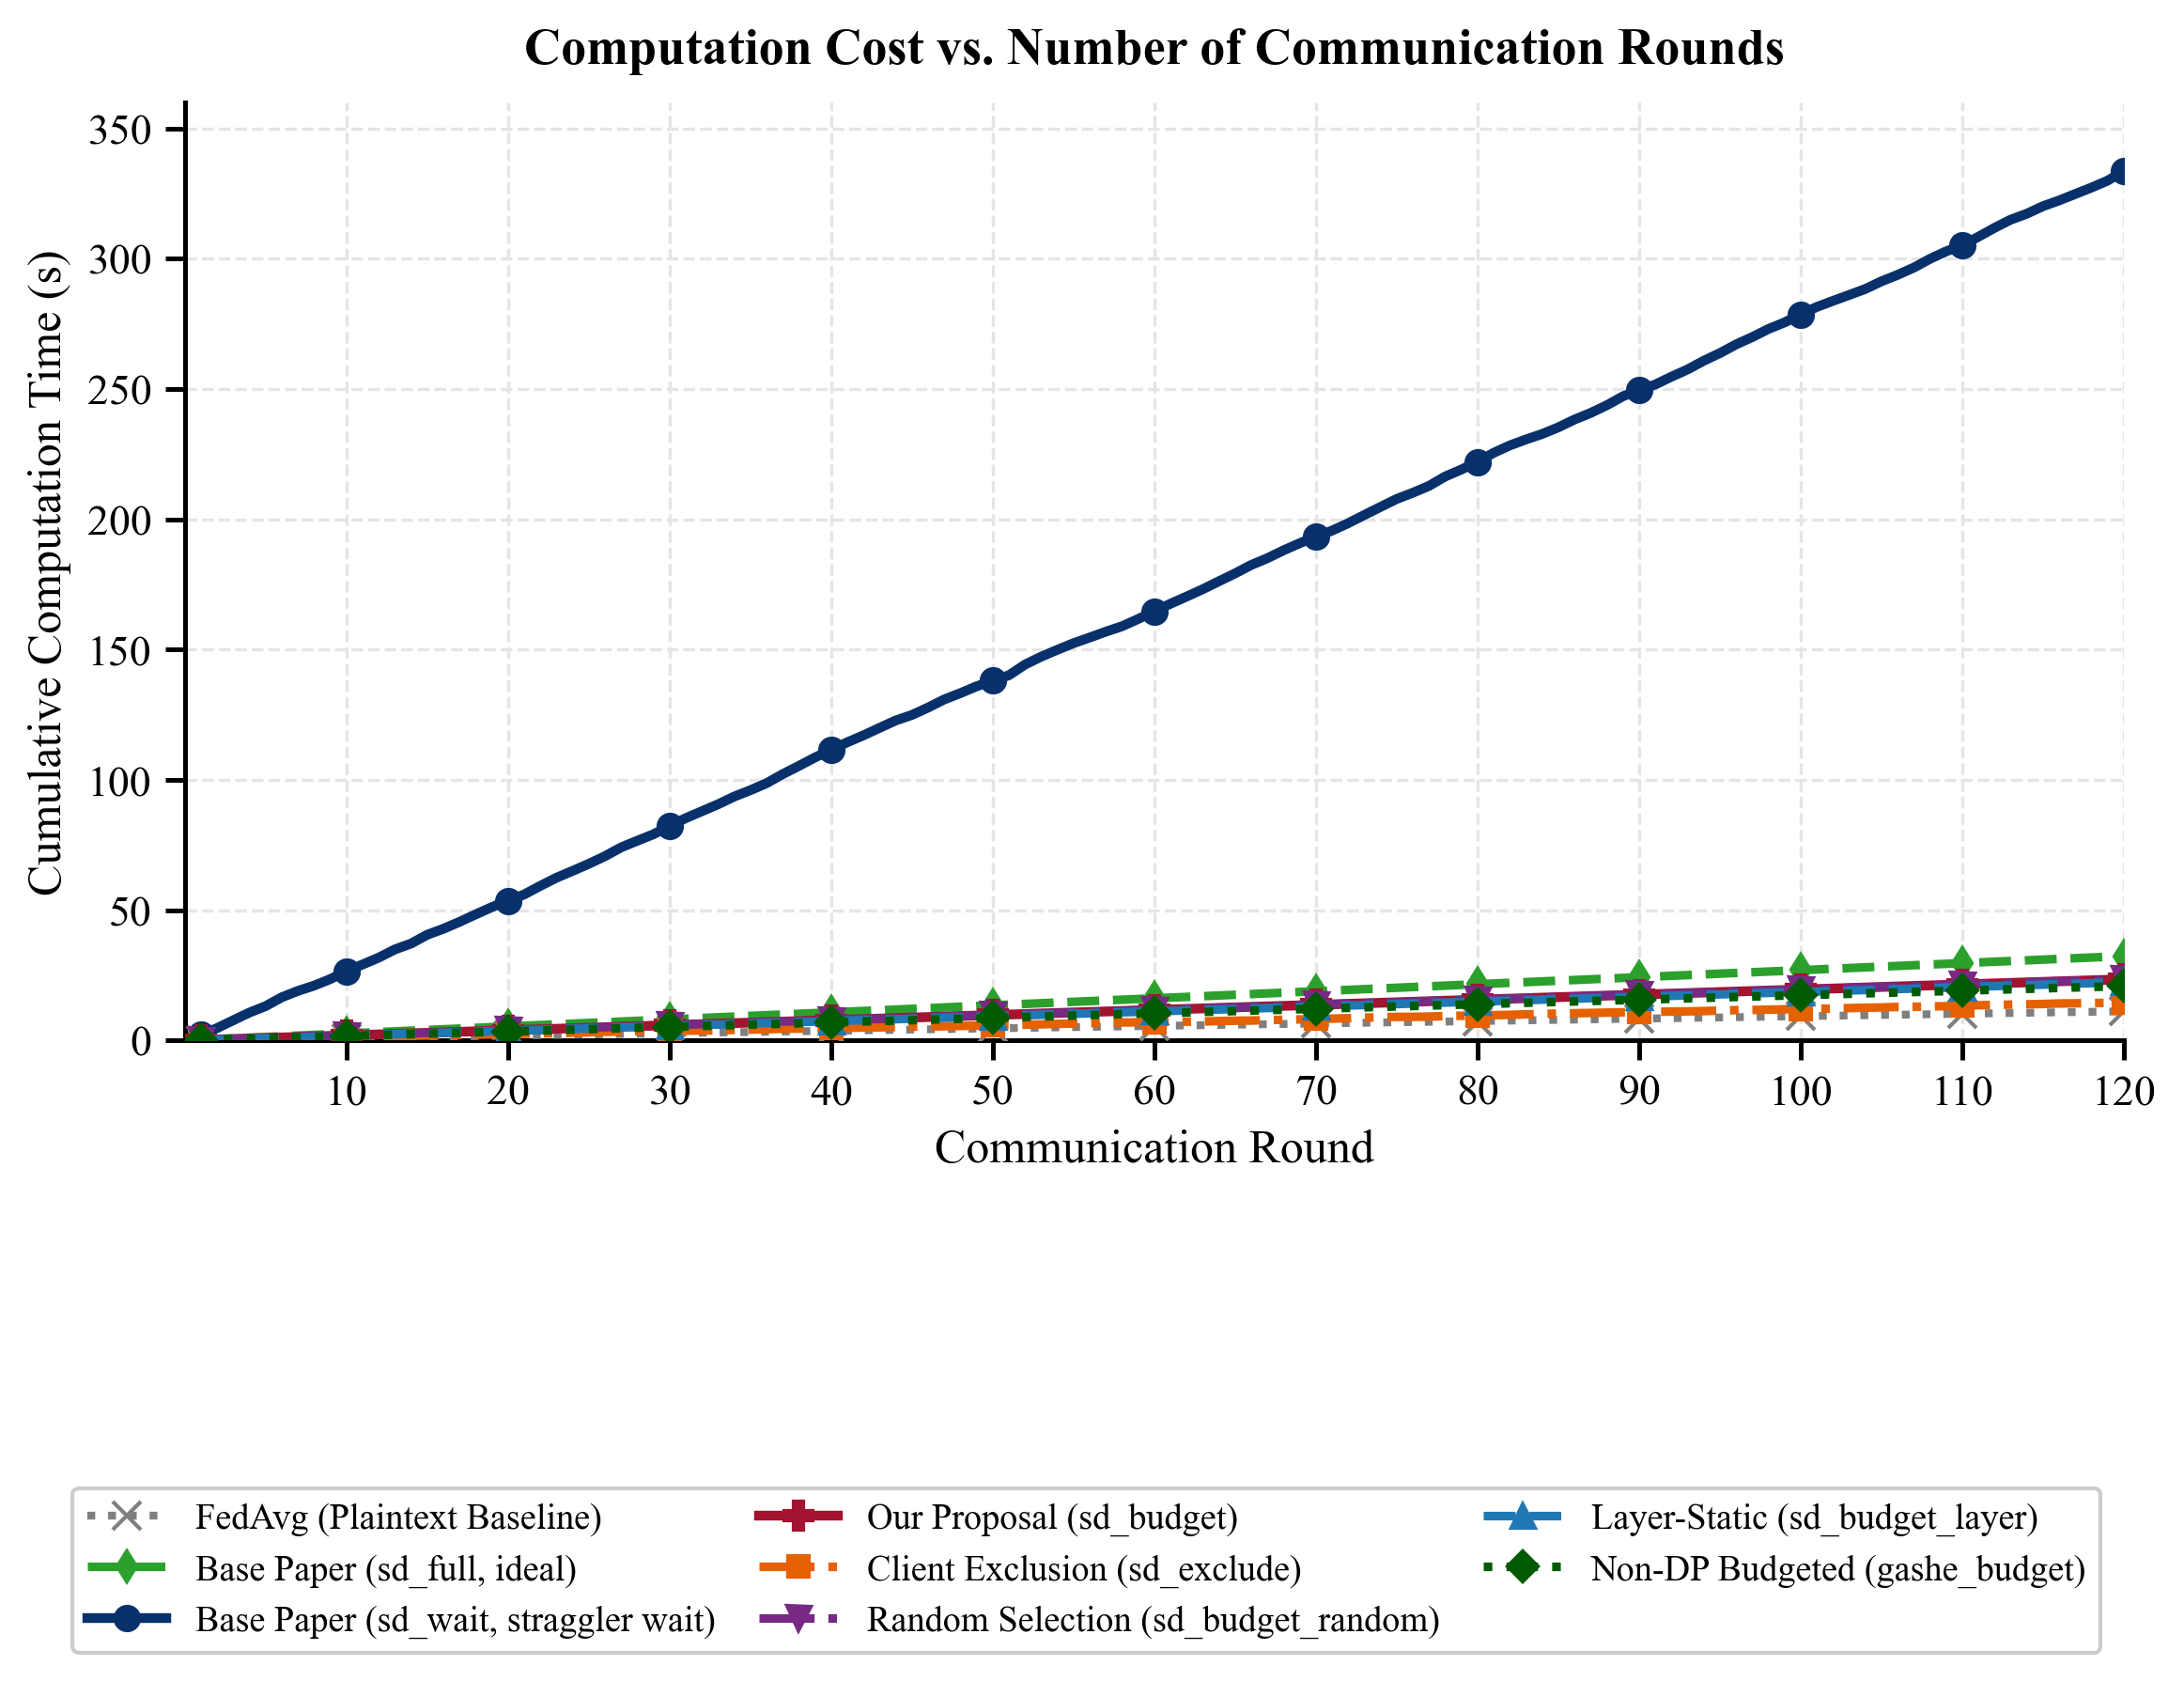 Computation Cost vs. Number of Communication Rounds
Cumulative Computation Time (s)
350
300
250
200
150
100
50
0
10 20 30 40 50 60 70 80 90 100 110 120
Communication Round
FedAvg (Plaintext Baseline)
Base Paper (sd_full, ideal)
Base Paper (sd_wait, straggler wait)
Our Proposal (sd_budget)
Client Exclusion (sd_exclude)
Random Selection (sd_budget_random)
Layer-Static (sd_budget_layer)
Non-DP Budgeted (gashe_budget)